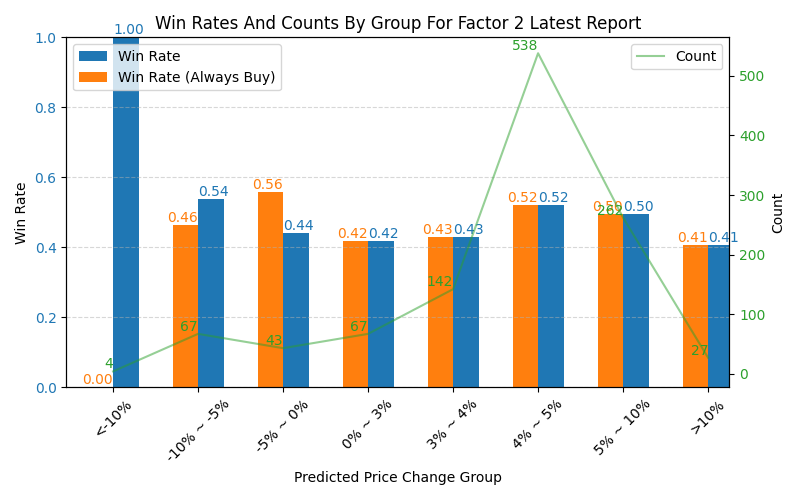 Win Rates And Counts By Group For Factor 2 Latest Report
Win Rate
Win Rate (Always Buy)
Count
1.0
0.8
0.6
0.4
0.2
0.0
Win Rate
500
400
300
200
100
0
Count
1.00
0.54
0.44
0.42
0.43
0.52
0.50
0.41
0.00
0.46
0.56
0.42
0.43
0.52
0.50
0.41
4
67
43
67
142
538
262
27
<-10%
-10% ~ -5%
-5% ~ 0%
0% ~ 3%
3% ~ 4%
4% ~ 5%
5% ~ 10%
>10%
Predicted Price Change Group